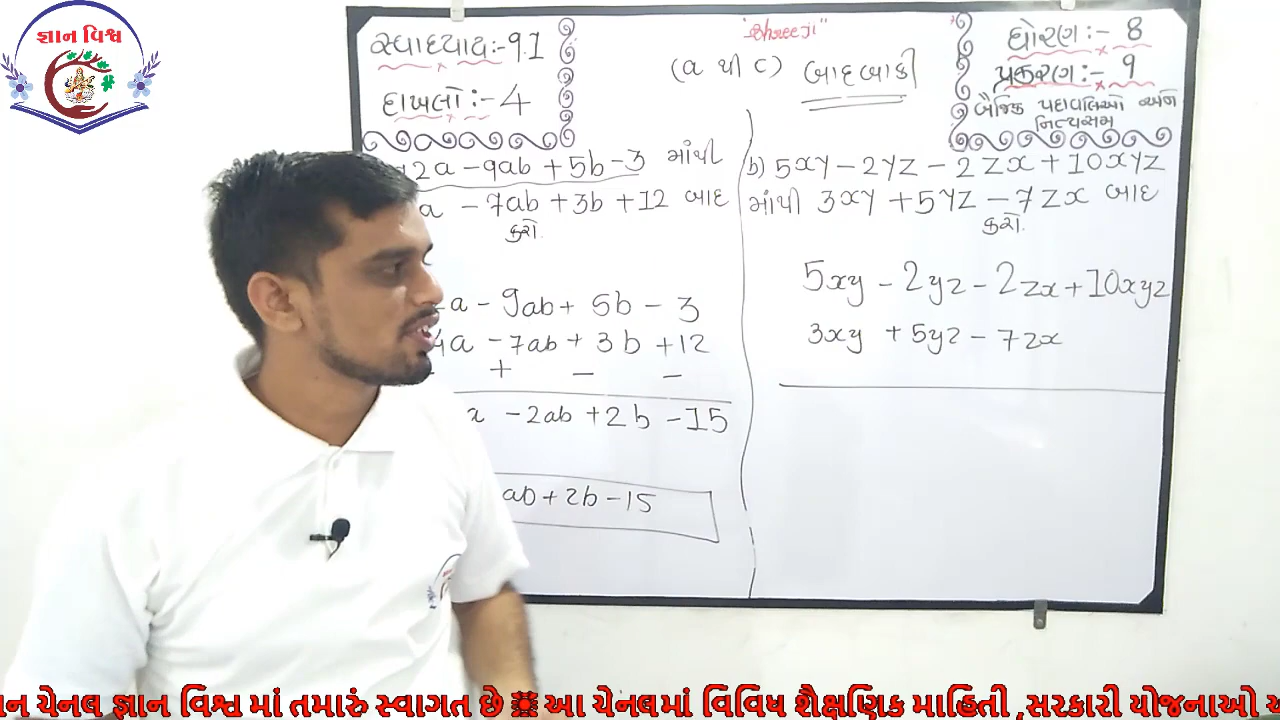 જ્ઞાન વિશ્વ
સ્વાધ્યાય:-9.1
દાખલો:-4
"Shreeji"
(a થી c) બાદબાકી
ધોરણ:- 8
પ્રકરણ:- 9
બૈજિક પદાવલિઓ અને
નિત્યસમ
12a - 9ab + 5b - 3 માંથી
a - 7ab + 3b + 12 બાદ
કરો.
a - 9ab + 5b - 3
4a - 7ab + 3b + 12
+ - -
- 2ab + 2b - 15
ab + 2b - 15
b) 5xy - 2yz - 2zx + 10xyz
માંથી 3xy + 5yz - 7zx બાદ
કરો.
5xy - 2yz - 2zx + 10xyz
3xy + 5yz - 7zx
ચેનલ જ્ઞાન વિશ્વ માં તમારું સ્વાગત છે આ ચેનલમાં વિવિધ શૈક્ષણિક માહિતી ,સરકારી યોજનાઓ